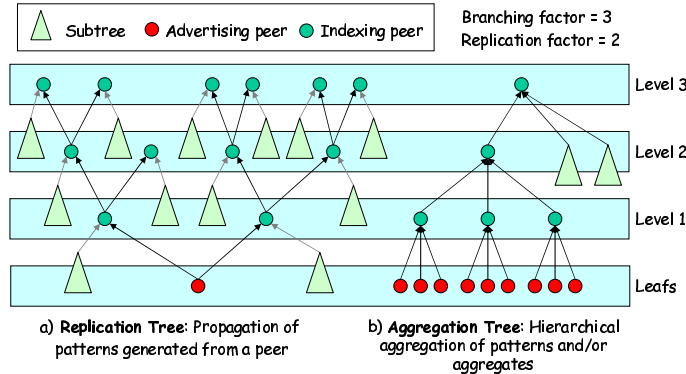 Subtree
Advertising peer
Indexing peer
Branching factor = 3
Replication factor = 2
Level 3
Level 2
Level 1
Leafs
a) Replication Tree: Propagation of
patterns generated from a peer
b) Aggregation Tree: Hierarchical
aggregation of patterns and/or
aggregates